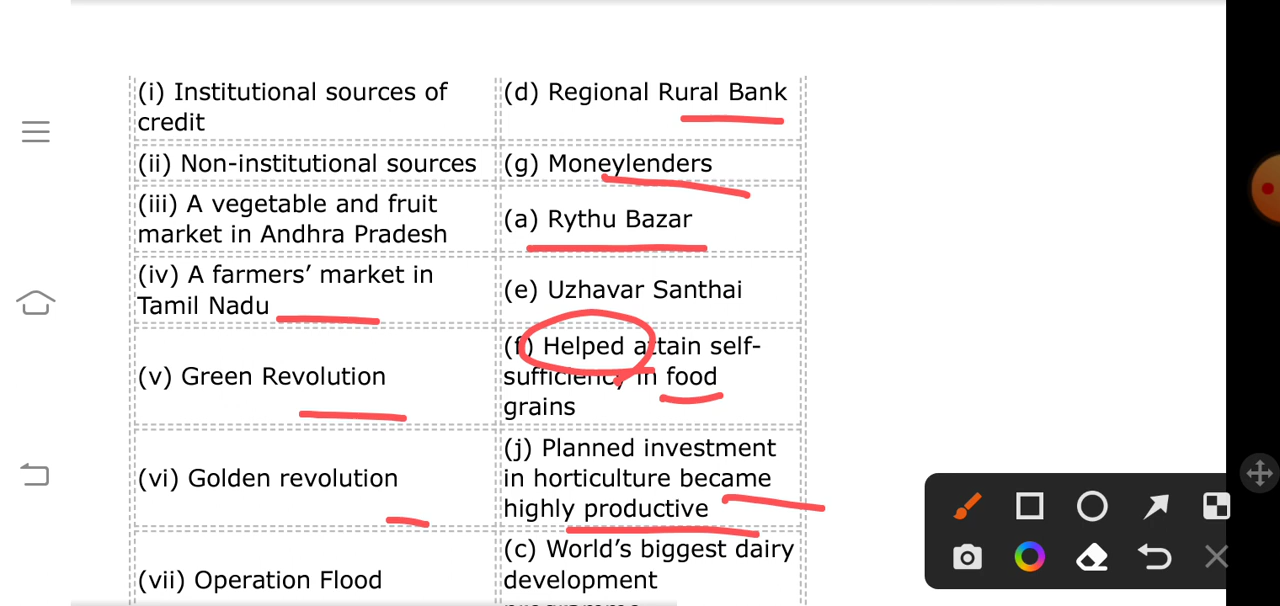 (i) Institutional sources of
credit
(d) Regional Rural Bank
(ii) Non-institutional sources
(g) Moneylenders
(iii) A vegetable and fruit
market in Andhra Pradesh
(a) Rythu Bazar
(iv) A farmers' market in
Tamil Nadu
(e) Uzhavar Santhai
(v) Green Revolution
(f) Helped attain self-
sufficiency in food
grains
(vi) Golden revolution
(j) Planned investment
in horticulture became
highly productive
(vii) Operation Flood
(c) World's biggest dairy
development